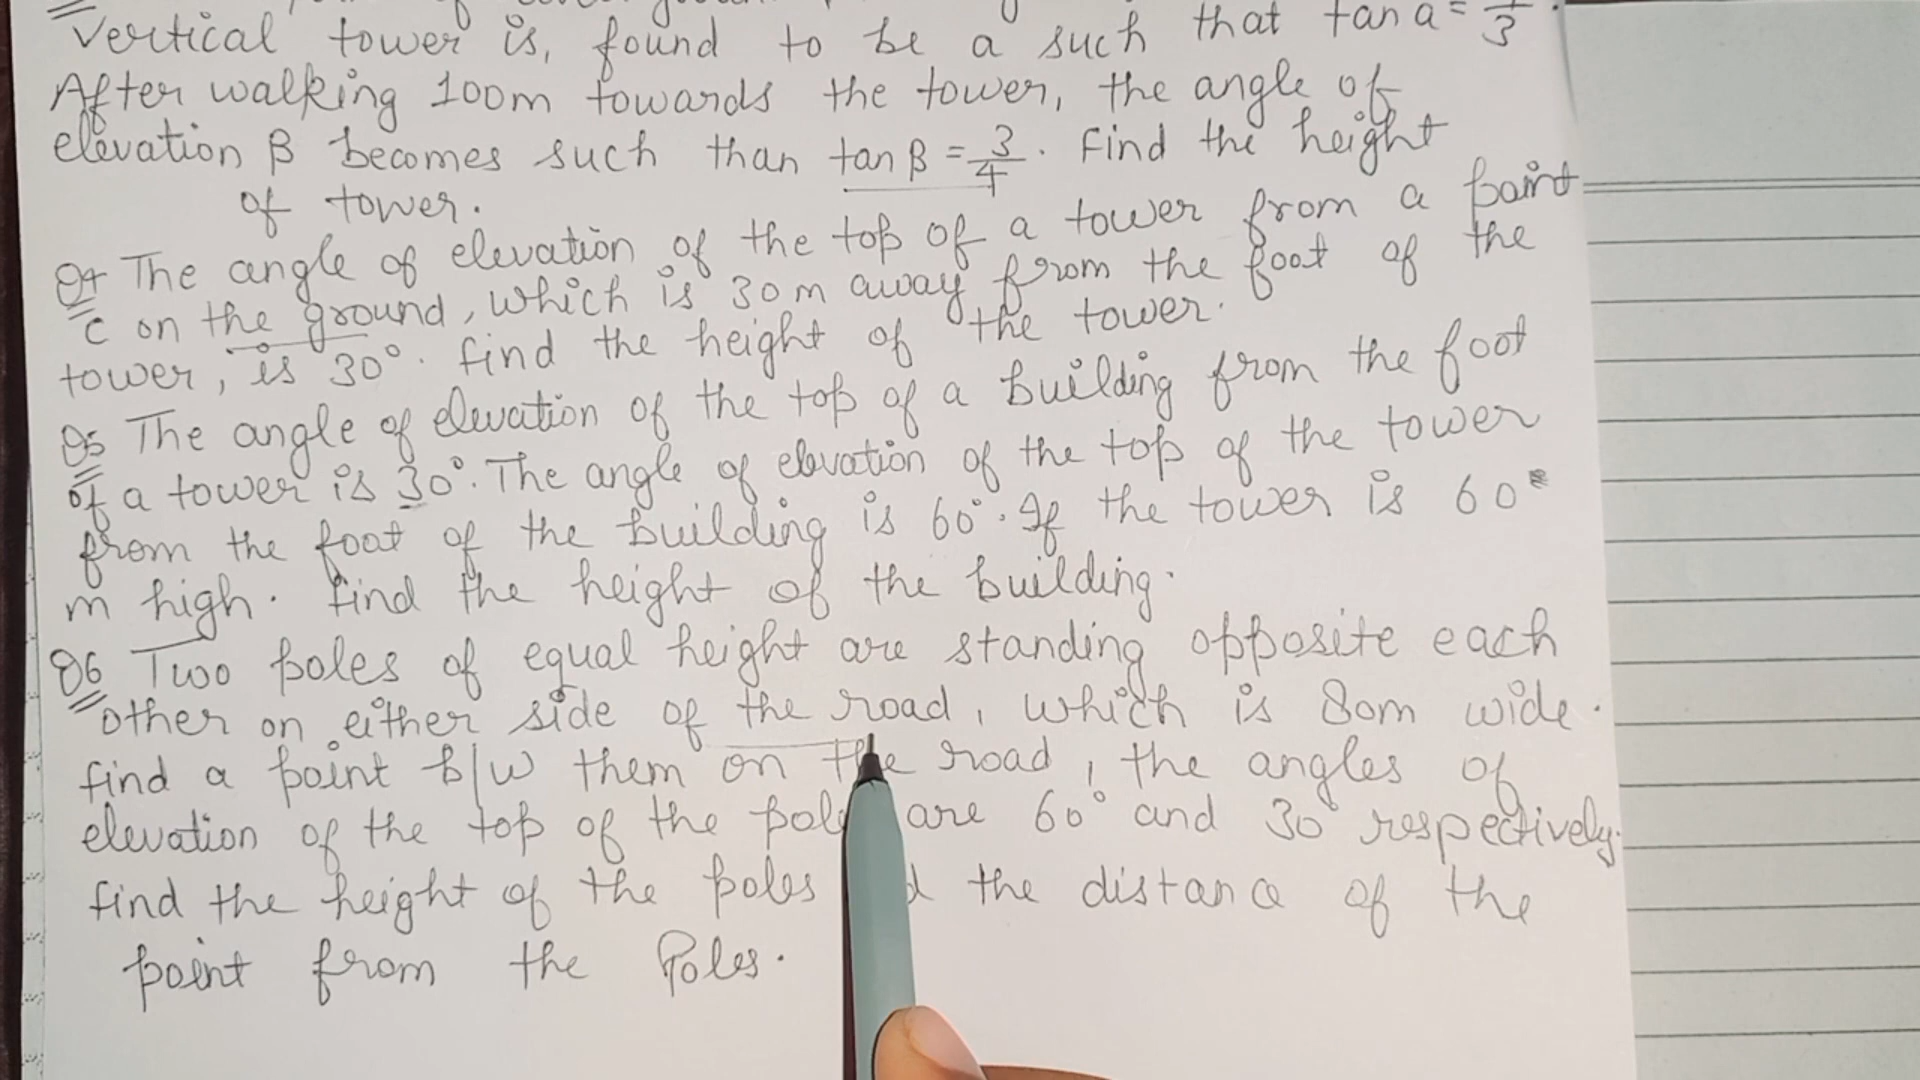 Vertical tower is, found to be a such that tan a = 1/3.
After walking 100m towards the tower, the angle of
elevation β becomes such than tan β = 3/4. Find the height
of tower.
Q4 The angle of elevation of the top of a tower from a point
C on the ground, which is 30m away from the foot of the
tower, is 30°. find the height of the tower.
Q5 The angle of elevation of the top of a building from the foot
of a tower is 30°. The angle of elevation of the top of the tower
from the foot of the building is 60°. If the tower is 60
m high. find the height of the building.
Q6 Two poles of equal height are standing opposite each
other on either side of the road, which is 80m wide.
find a point b/w them on the road, the angles of
elevation of the top of the pole are 60° and 30° respectively.
find the height of the poles the distance of the
point from the Poles.